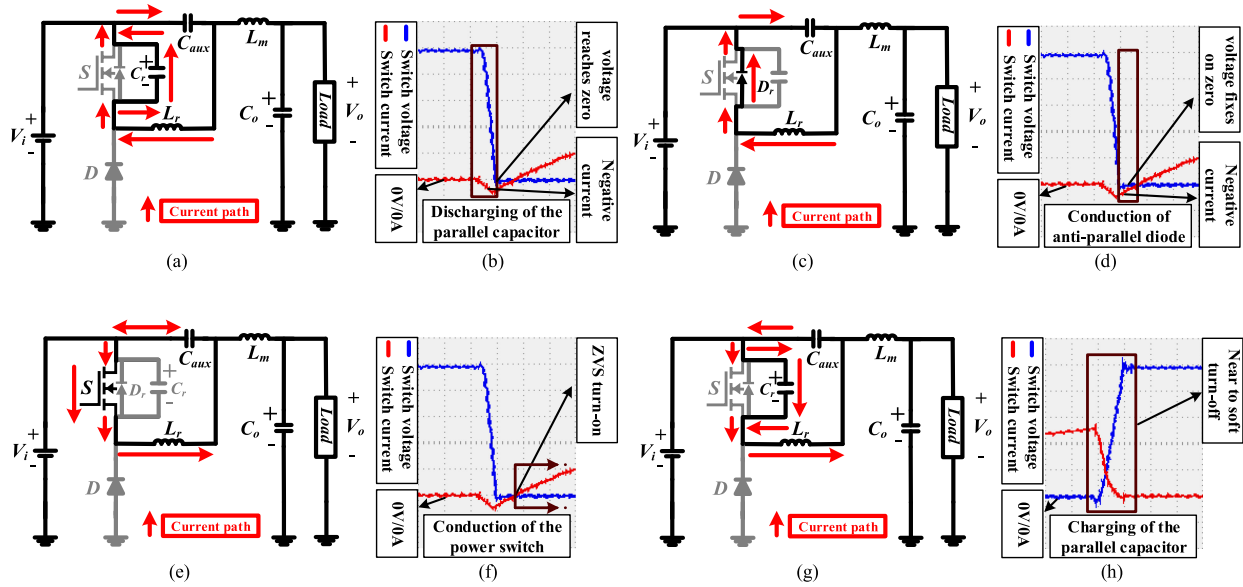 C_aux
L_m
S
C_r
+
-
L_r
C_o
+
-
Load
+
V_o
-
V_i
+
-
D
Current path
(a)
Switch voltage
Switch current
0V/0A
voltage
reaches zero
Negative
current
Discharging of the
parallel capacitor
(b)
C_aux
L_m
S
D_r
L_r
C_o
+
-
Load
+
V_o
-
V_i
+
-
D
Current path
(c)
Switch voltage
Switch current
0V/0A
voltage fixes
on zero
Negative
current
Conduction of
anti-parallel diode
(d)
C_aux
L_m
S
D_r
C_r
+
-
L_r
C_o
+
-
Load
+
V_o
-
V_i
+
-
D
Current path
(e)
Switch voltage
Switch current
0V/0A
ZVS turn-on
Conduction of the
power switch
(f)
C_aux
L_m
S
C_r
+
-
L_r
C_o
+
-
Load
+
V_o
-
V_i
+
-
D
Current path
(g)
Switch voltage
Switch current
0V/0A
Near to soft
turn-off
Charging of the
parallel capacitor
(h)